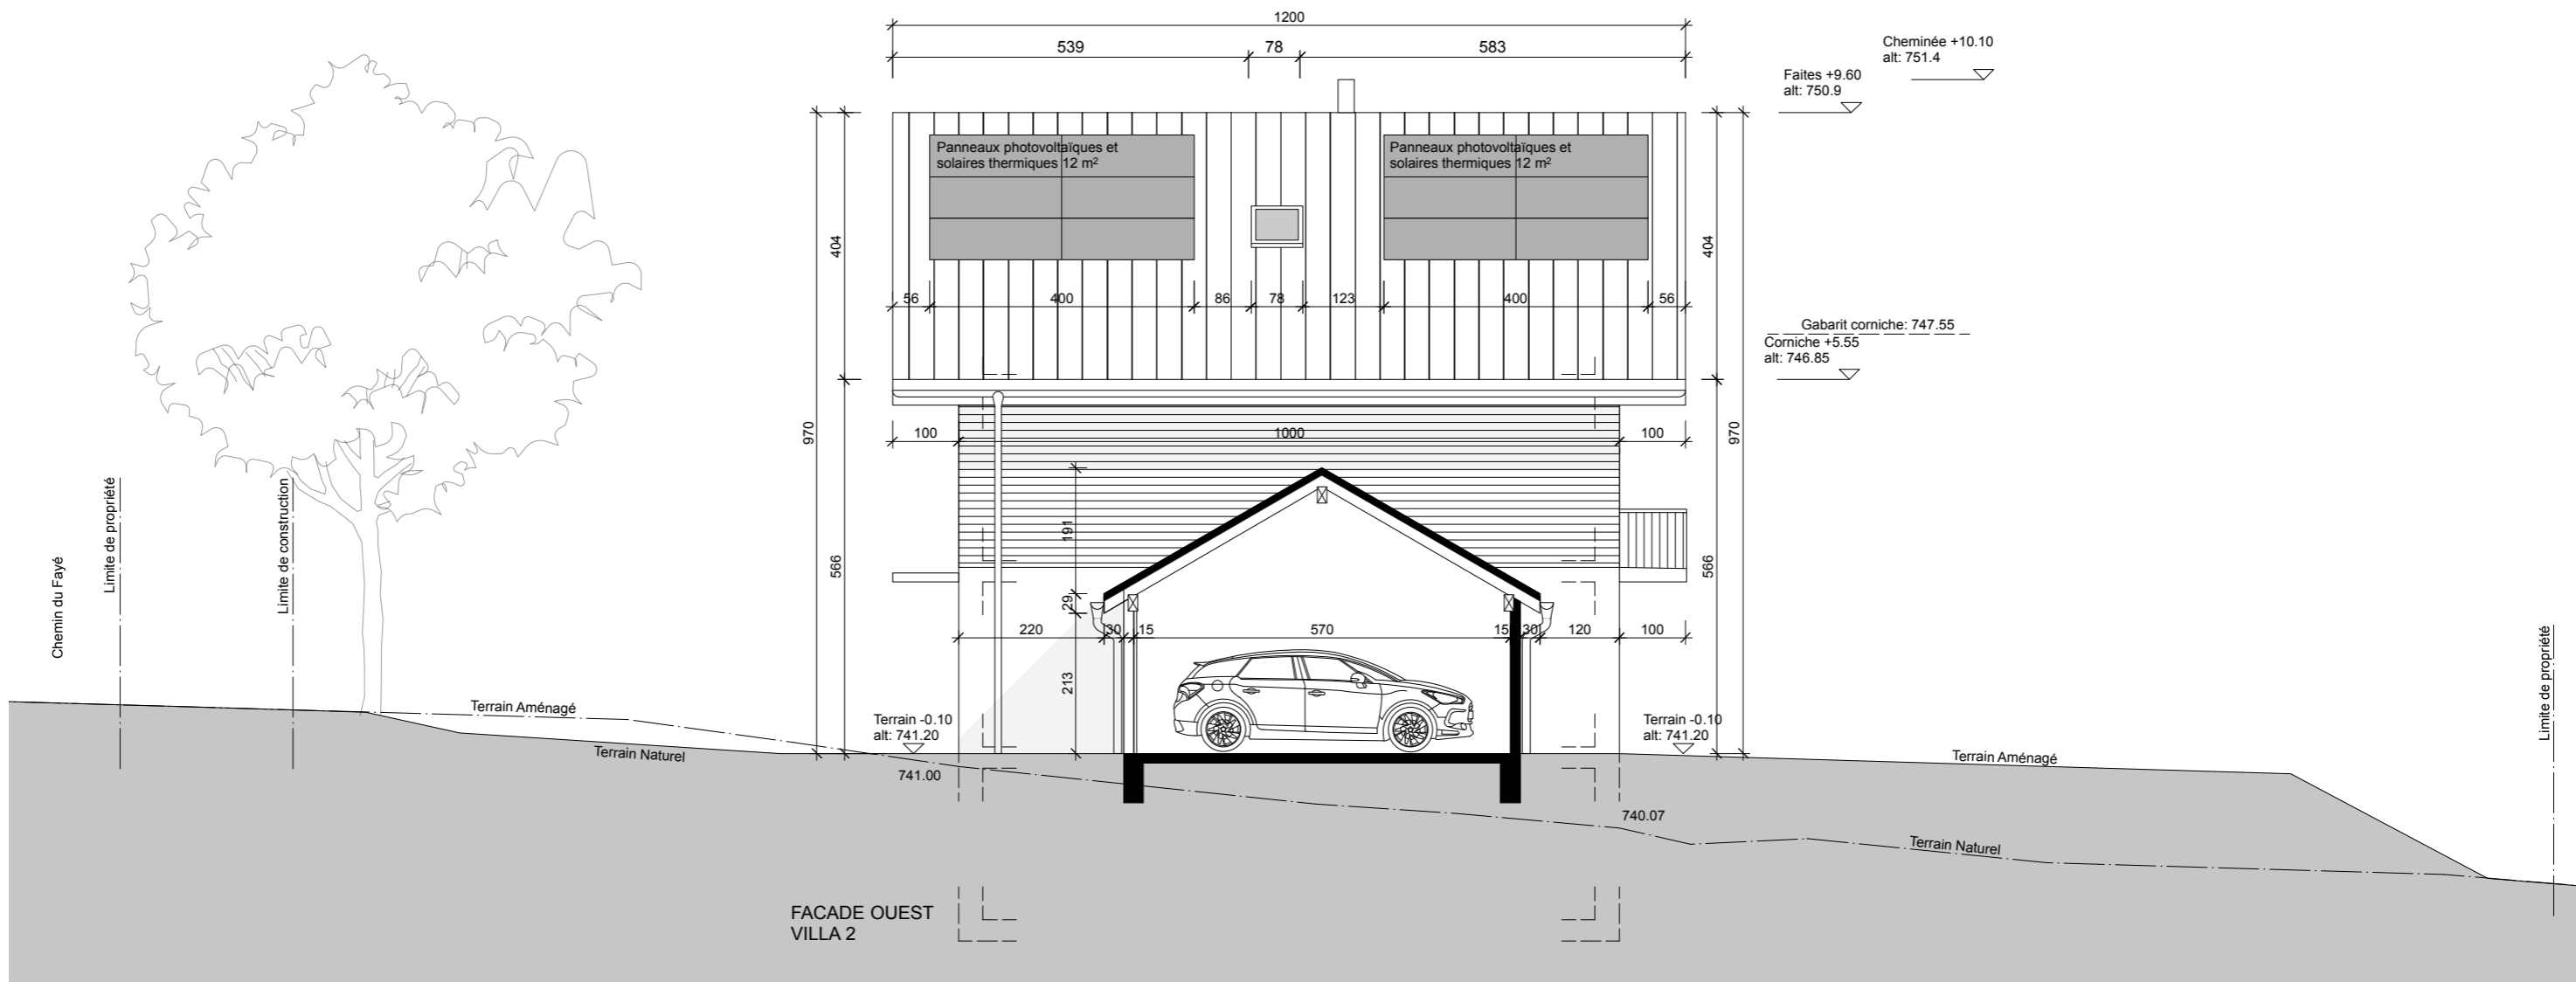 1200
539
78
583
Cheminée +10.10
alt: 751.4
Faites +9.60
alt: 750.9
Panneaux photovoltaïques et
solaires thermiques 12 m²
Panneaux photovoltaïques et
solaires thermiques 12 m²
404
404
56
400
86
78
123
400
56
Gabarit corniche: 747.55
Corniche +5.55
alt: 746.85
970
970
100
1000
100
Chemin du Fayé
Limite de propriété
Limite de construction
191
566
566
29
220
30
15
570
15
30
120
100
213
Limite de propriété
Terrain Aménagé
Terrain Naturel
Terrain -0.10
alt: 741.20
Terrain -0.10
alt: 741.20
Terrain Aménagé
741.00
740.07
Terrain Naturel
FACADE OUEST
VILLA 2